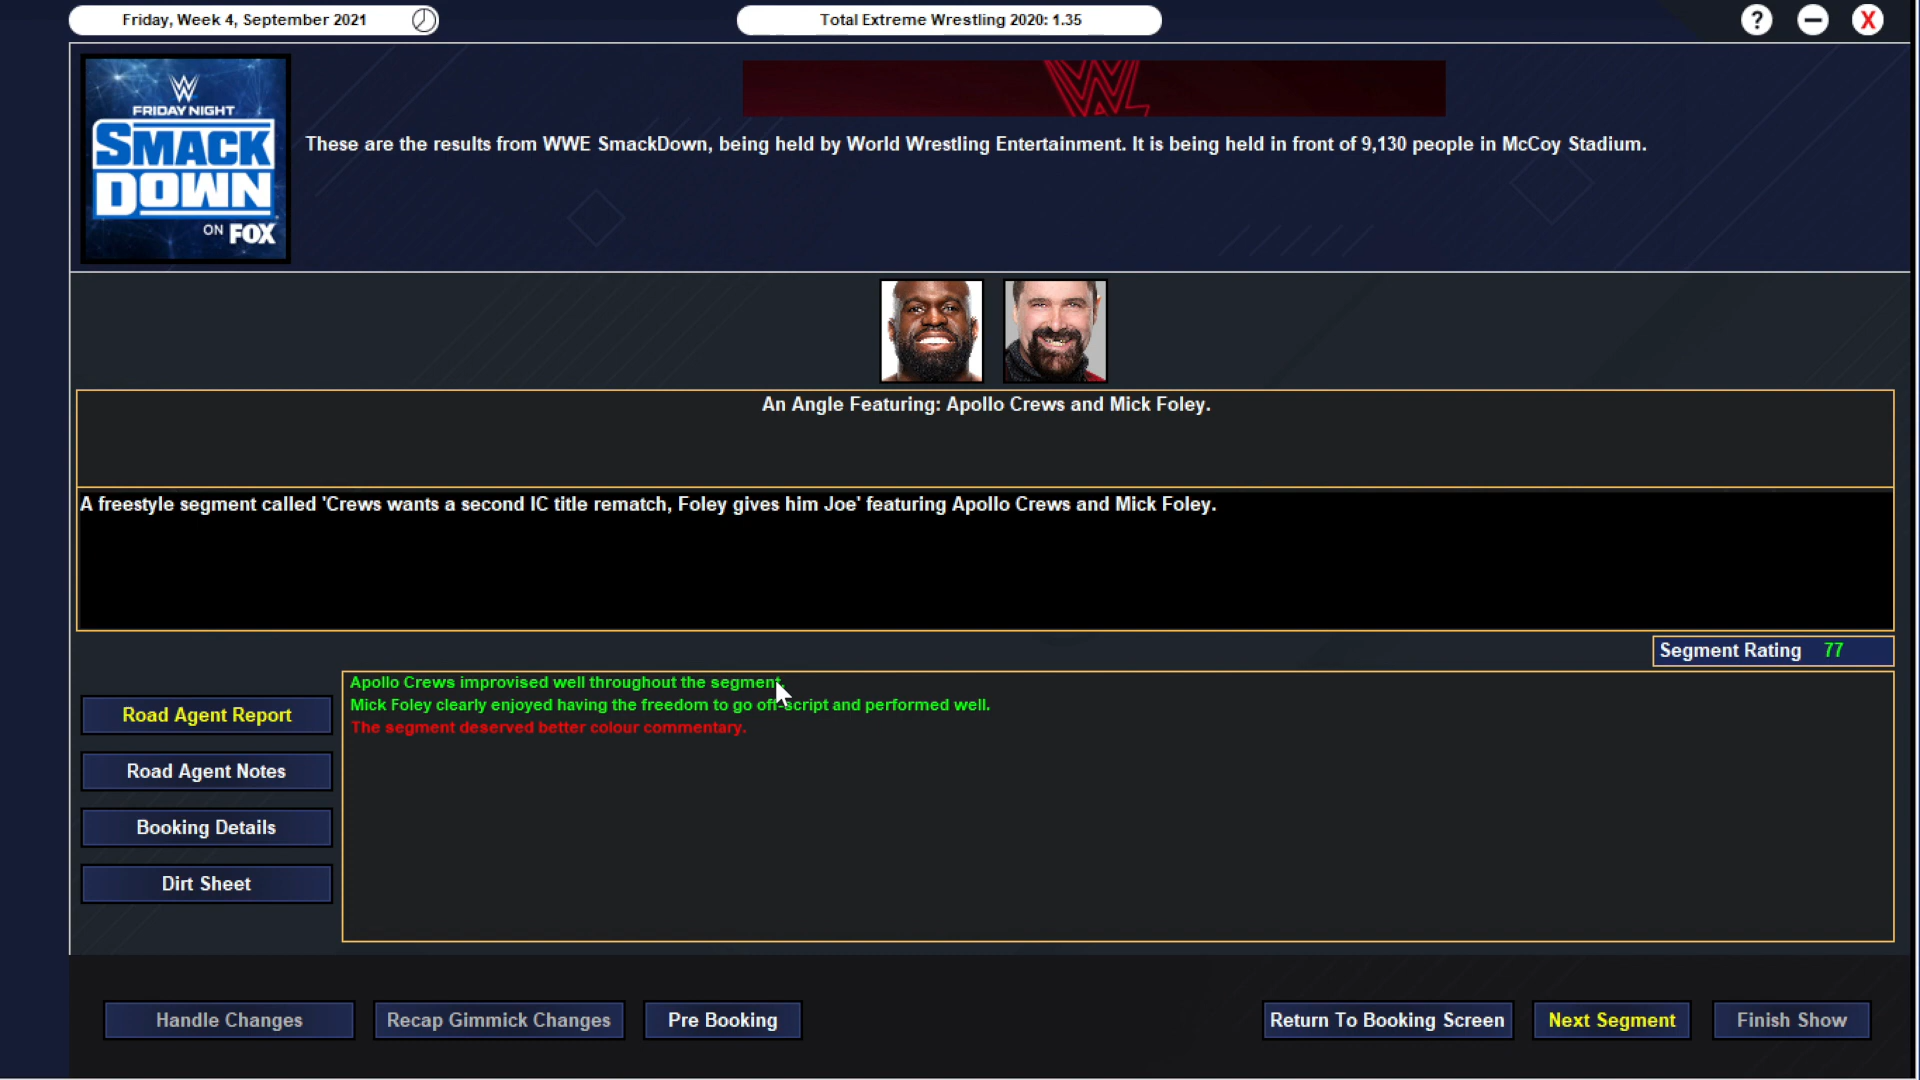 Friday, Week 4, September 2021
Total Extreme Wrestling 2020: 1.35
?
X
FRIDAY NIGHT
SMACK
DOWN
ON FOX
These are the results from WWE SmackDown, being held by World Wrestling Entertainment. It is being held in front of 9,130 people in McCoy Stadium.
An Angle Featuring: Apollo Crews and Mick Foley.
A freestyle segment called 'Crews wants a second IC title rematch, Foley gives him Joe' featuring Apollo Crews and Mick Foley.
Segment Rating 77
Apollo Crews improvised well throughout the segment.
Mick Foley clearly enjoyed having the freedom to go off-script and performed well.
The segment deserved better colour commentary.
Road Agent Report
Road Agent Notes
Booking Details
Dirt Sheet
Handle Changes
Recap Gimmick Changes
Pre Booking
Return To Booking Screen
Next Segment
Finish Show